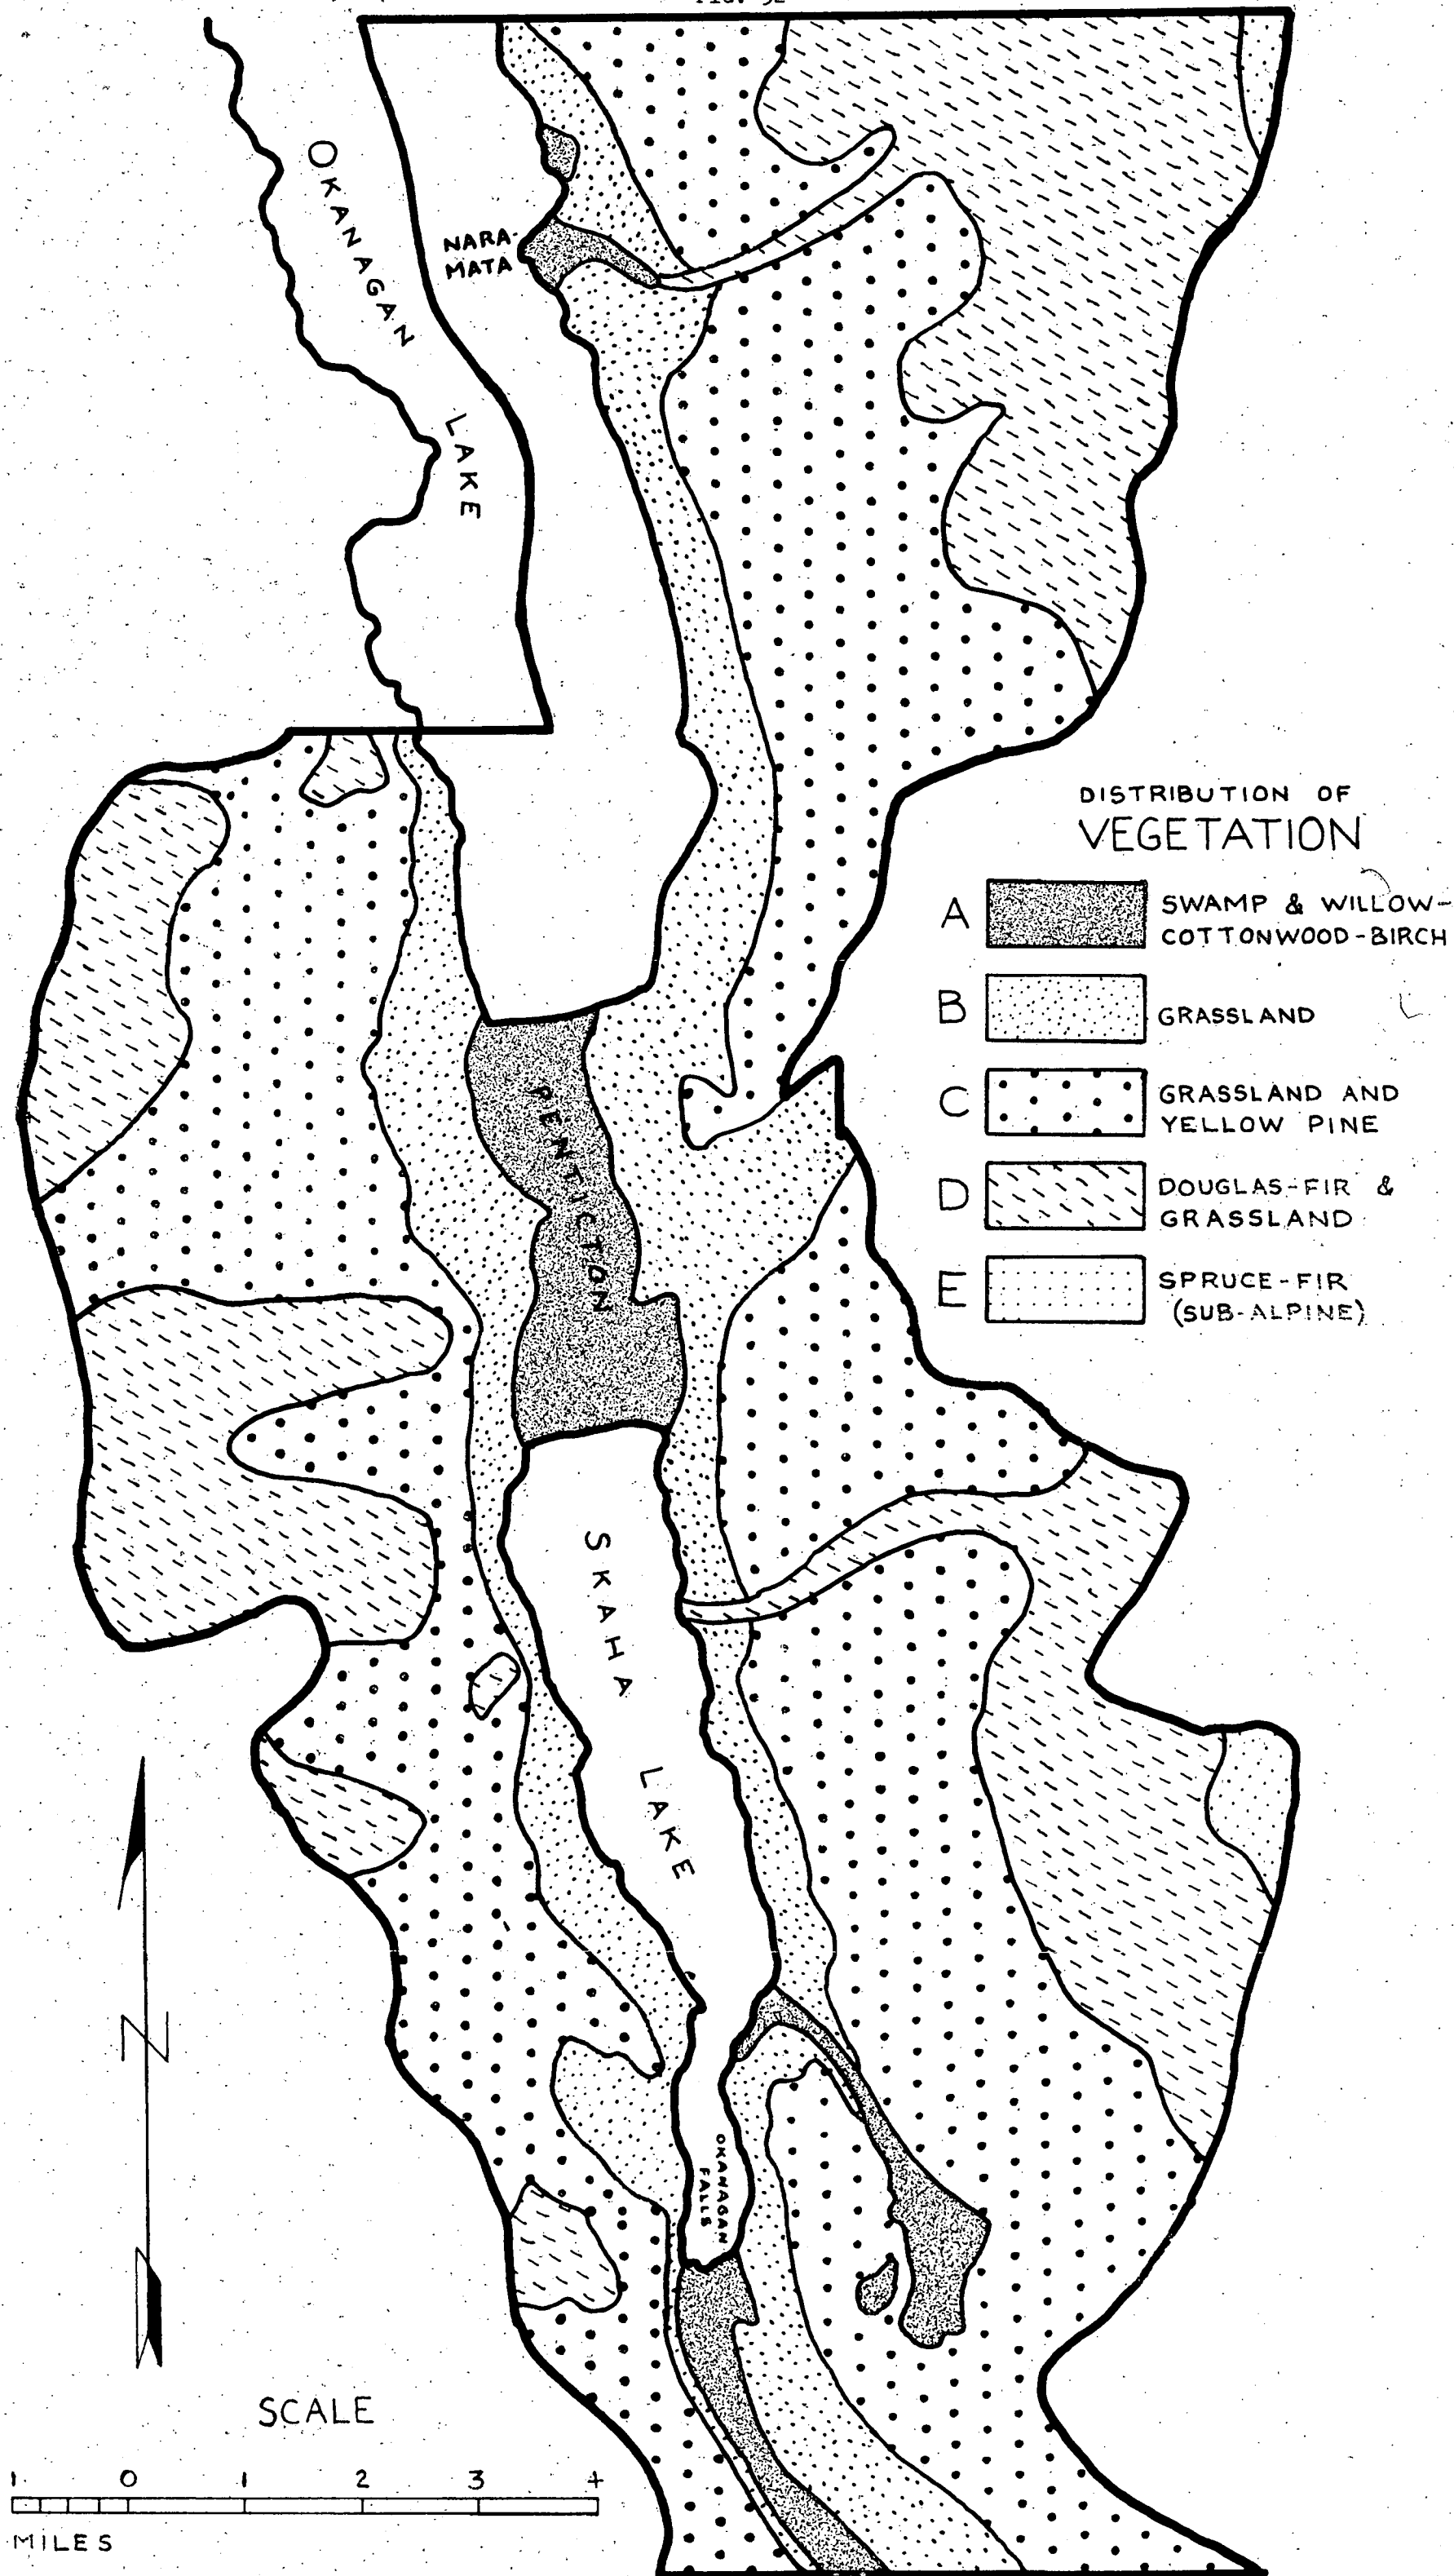 OKANAGAN
LAKE
NARA-
MATA
DISTRIBUTION OF
VEGETATION
A
SWAMP & WILLOW-
COTTONWOOD-BIRCH
B
GRASSLAND
C
GRASSLAND AND
YELLOW PINE
D
DOUGLAS-FIR &
GRASSLAND
E
SPRUCE-FIR
(SUB-ALPINE)
PENTICTON
SKAHA
LAKE
OKANAGAN
FALLS
N
SCALE
1 0 1 2 3 4
MILES